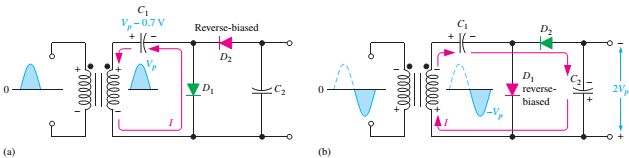 C1
Vp – 0.7 V
+ –
Reverse-biased
D2
0
+ +
Vp
D1
C2
– –
I
(a)
C1
+ –
D2
–
0
– –
D1
reverse-
biased
C2 –
+
2Vp
–Vp
+ +
I
+
(b)